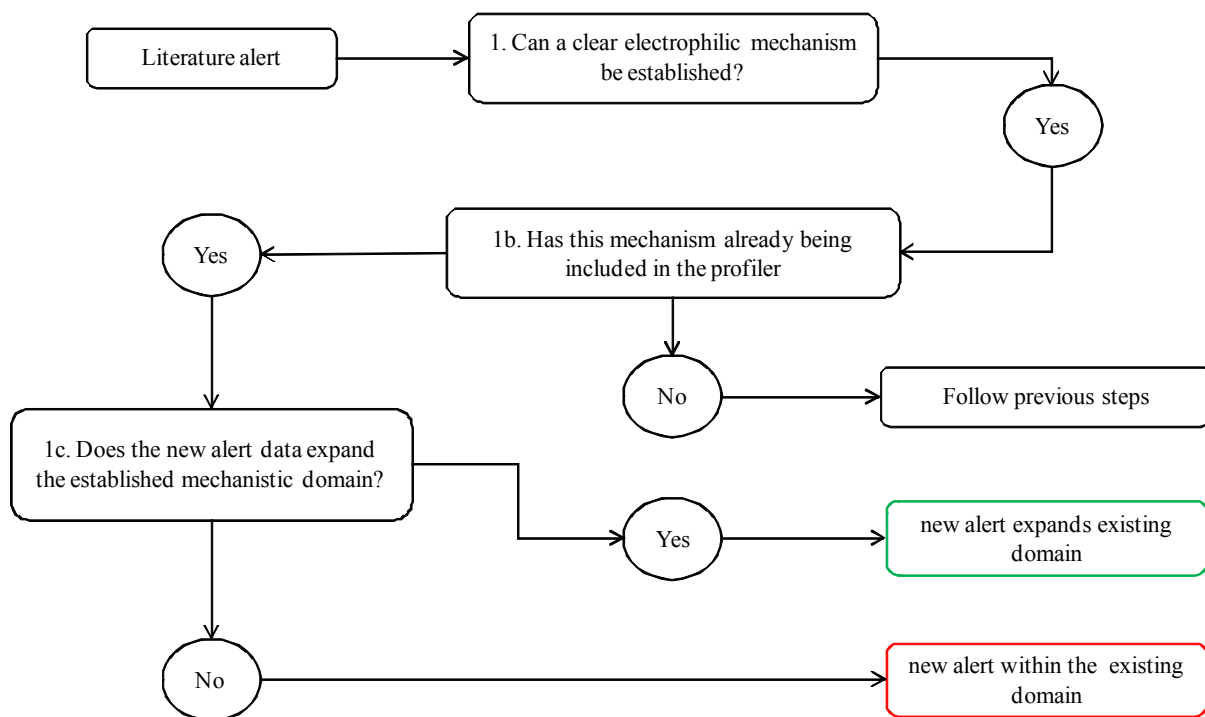 Literature alert
1. Can a clear electrophilic mechanism
be established?
Yes
1b. Has this mechanism already being
included in the profiler
Yes
No
Follow previous steps
1c. Does the new alert data expand
the established mechanistic domain?
Yes
new alert expands existing
domain
No
new alert within the existing
domain